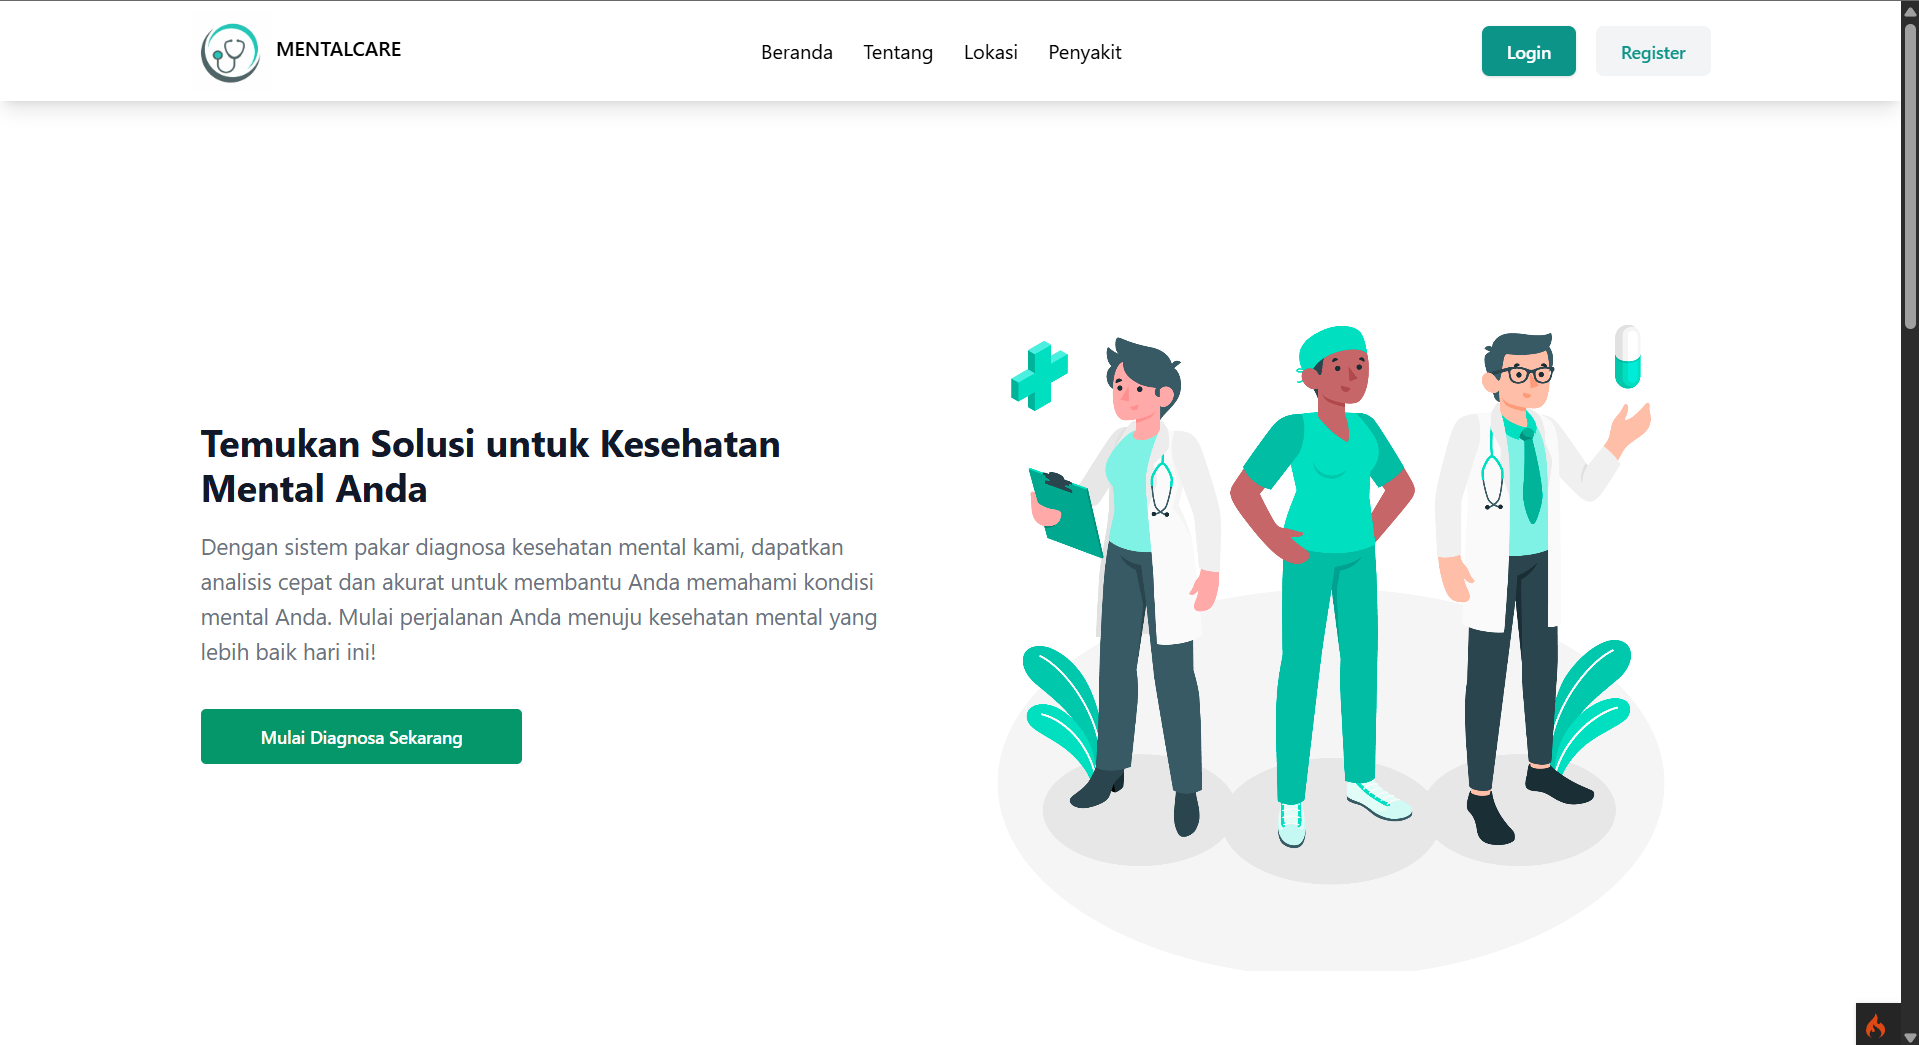 MENTALCARE
Beranda Tentang Lokasi Penyakit
Login Register
Temukan Solusi untuk Kesehatan
Mental Anda
Dengan sistem pakar diagnosa kesehatan mental kami, dapatkan
analisis cepat dan akurat untuk membantu Anda memahami kondisi
mental Anda. Mulai perjalanan Anda menuju kesehatan mental yang
lebih baik hari ini!
Mulai Diagnosa Sekarang